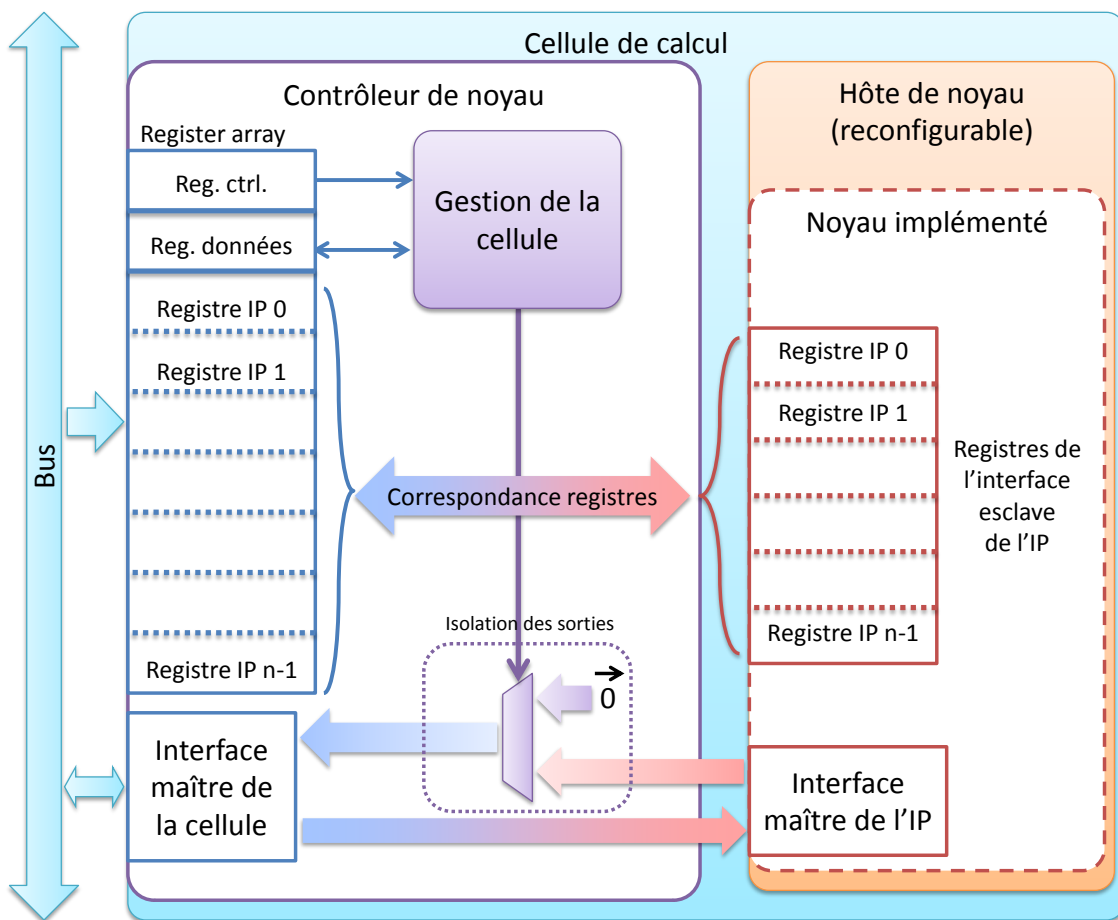 Cellule de calcul
Bus
Contrôleur de noyau
Register array
Reg. ctrl.
Reg. données
Registre IP 0
Registre IP 1
Registre IP n-1
Gestion de la
cellule
Correspondance registres
Isolation des sorties
0
Interface
maître de
la cellule
Hôte de noyau
(reconfigurable)
Noyau implémenté
Registre IP 0
Registre IP 1
Registre IP n-1
Registres de
l’interface
esclave
de l’IP
Interface
maître de l’IP